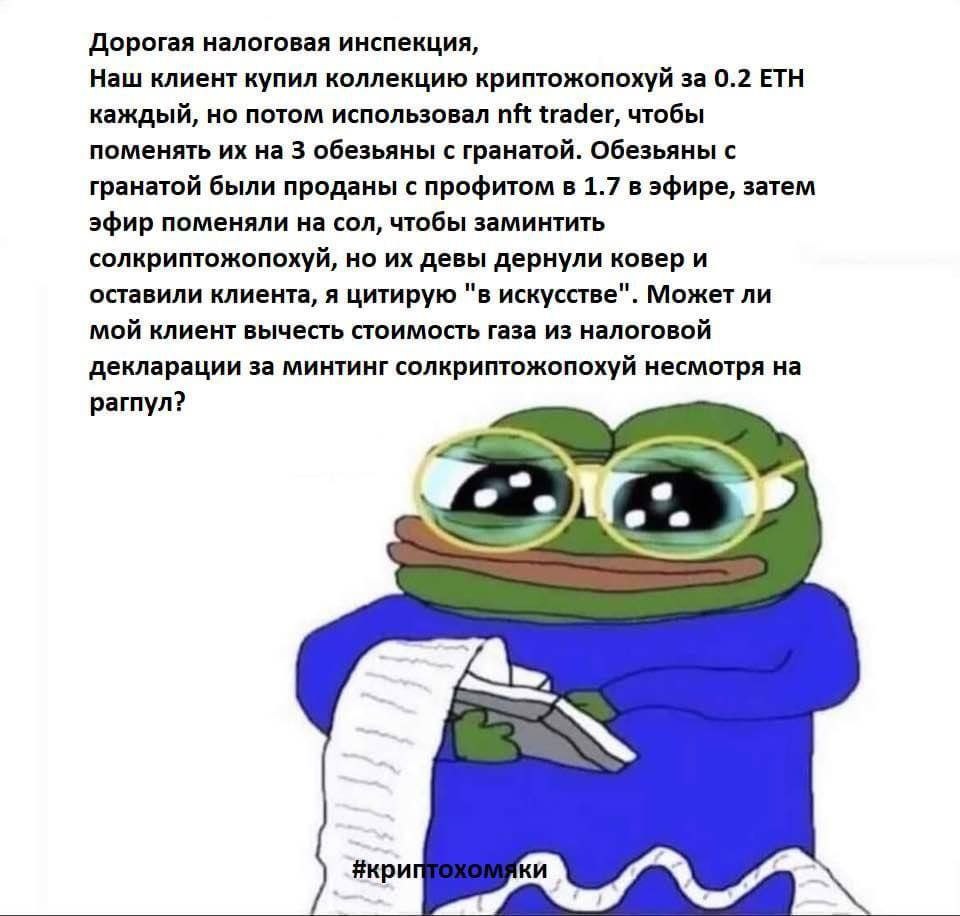 Дорогая налоговая инспекция,
Наш клиент купил коллекцию криптожопохуй за 0.2 ETH
каждый, но потом использовал nft trader, чтобы
поменять их на 3 обезьяны с гранатой. Обезьяны с
гранатой были проданы с профитом в 1.7 в эфире, затем
эфир поменяли на сол, чтобы заминтить
солкриптожопохуй, но их девы дернули ковер и
оставили клиента, я цитирую "в искусстве". Может ли
мой клиент вычесть стоимость газа из налоговой
декларации за минтинг солкриптожопохуй несмотря на
рагпул?
#криптохомяки